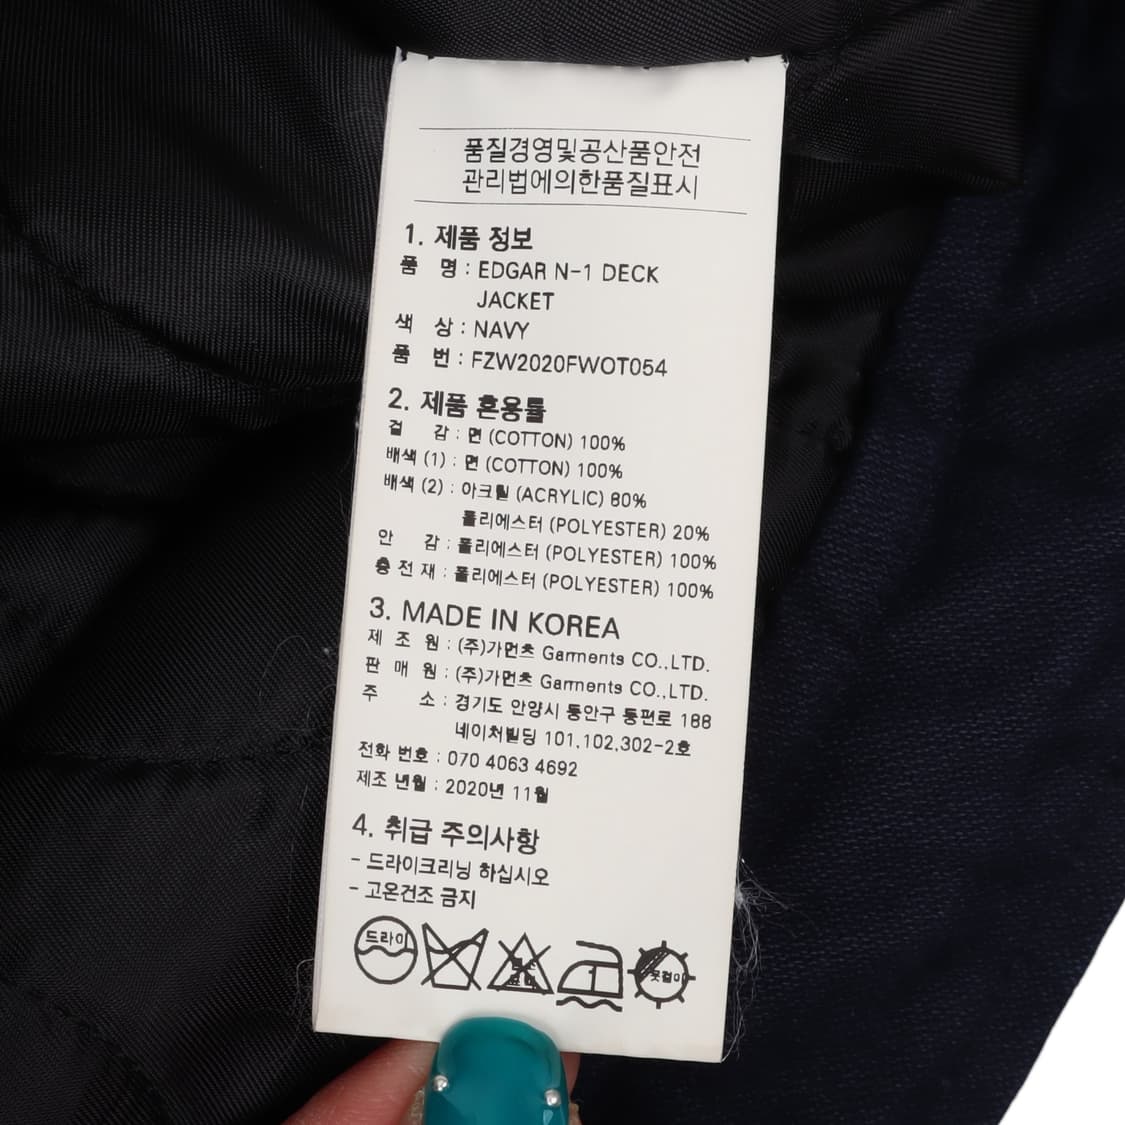 품질경영및공산품안전
관리법에의한품질표시
1. 제품 정보
품 명 : EDGAR N-1 DECK
JACKET
색 상 : NAVY
품 번 : FZW2020FWOT054
2. 제품 혼용률
겉 감 : 면 (COTTON) 100%
배색 (1) : 면 (COTTON) 100%
배색 (2) : 아크릴 (ACRYLIC) 80%
폴리에스터 (POLYESTER) 20%
안 감 : 폴리에스터 (POLYESTER) 100%
충 전 재 : 폴리에스터 (POLYESTER) 100%
3. MADE IN KOREA
제 조 원 : (주)가먼츠 Garments CO.,LTD.
판 매 원 : (주)가먼츠 Garments CO.,LTD.
주 소 : 경기도 안양시 동안구 동편로 188
네이처빌딩 101,102,302-2호
전화 번호 : 070 4063 4692
제조 년월 : 2020년 11월
4. 취급 주의사항
- 드라이크리닝 하십시오
- 고온건조 금지
드라이 1 옷걸이